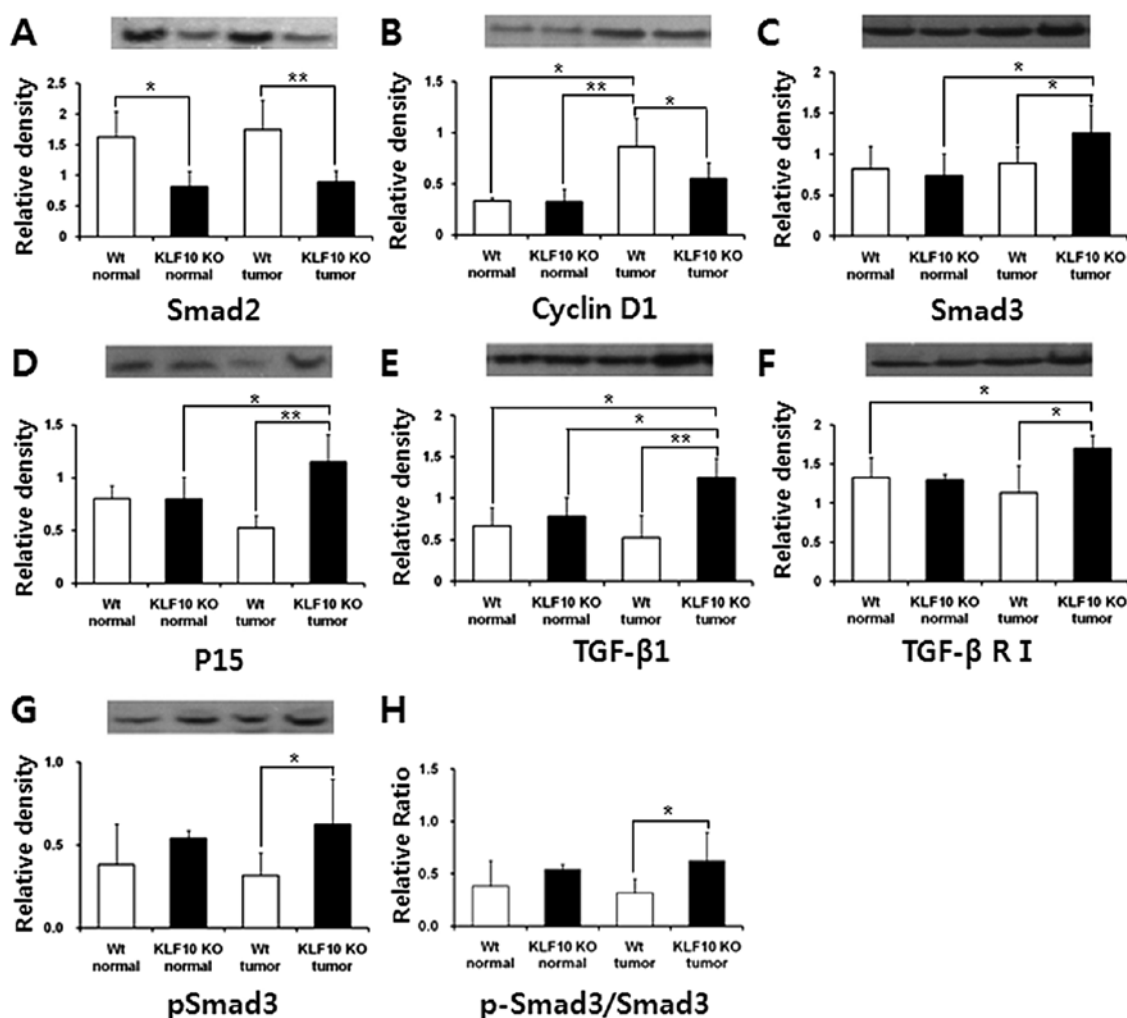 A
B
C
Relative density
2.5
2
1.5
1
0.5
0
*
**
Wt normal
KLF10 KO normal
Wt tumor
KLF10 KO tumor
Smad2
Relative density
1.5
1
0.5
0
*
**
*
Wt normal
KLF10 KO normal
Wt tumor
KLF10 KO tumor
Cyclin D1
Relative density
2
1.5
1
0.5
0
*
*
Wt normal
KLF10 KO normal
Wt tumor
KLF10 KO tumor
Smad3
D
E
F
Relative density
1.5
1
0.5
0
*
**
Wt normal
KLF10 KO normal
Wt tumor
KLF10 KO tumor
P15
Relative density
2
1.5
1
0.5
0
*
*
**
Wt normal
KLF10 KO normal
Wt tumor
KLF10 KO tumor
TGF-β1
Relative density
2
1.5
1
0.5
0
*
*
Wt normal
KLF10 KO normal
Wt tumor
KLF10 KO tumor
TGF-β R I
G
H
Relative density
1.0
0.5
0.0
*
Wt normal
KLF10 KO normal
Wt tumor
KLF10 KO tumor
pSmad3
Relative Ratio
1.5
1.0
0.5
0.0
*
Wt normal
KLF10 KO normal
Wt tumor
KLF10 KO tumor
p-Smad3/Smad3